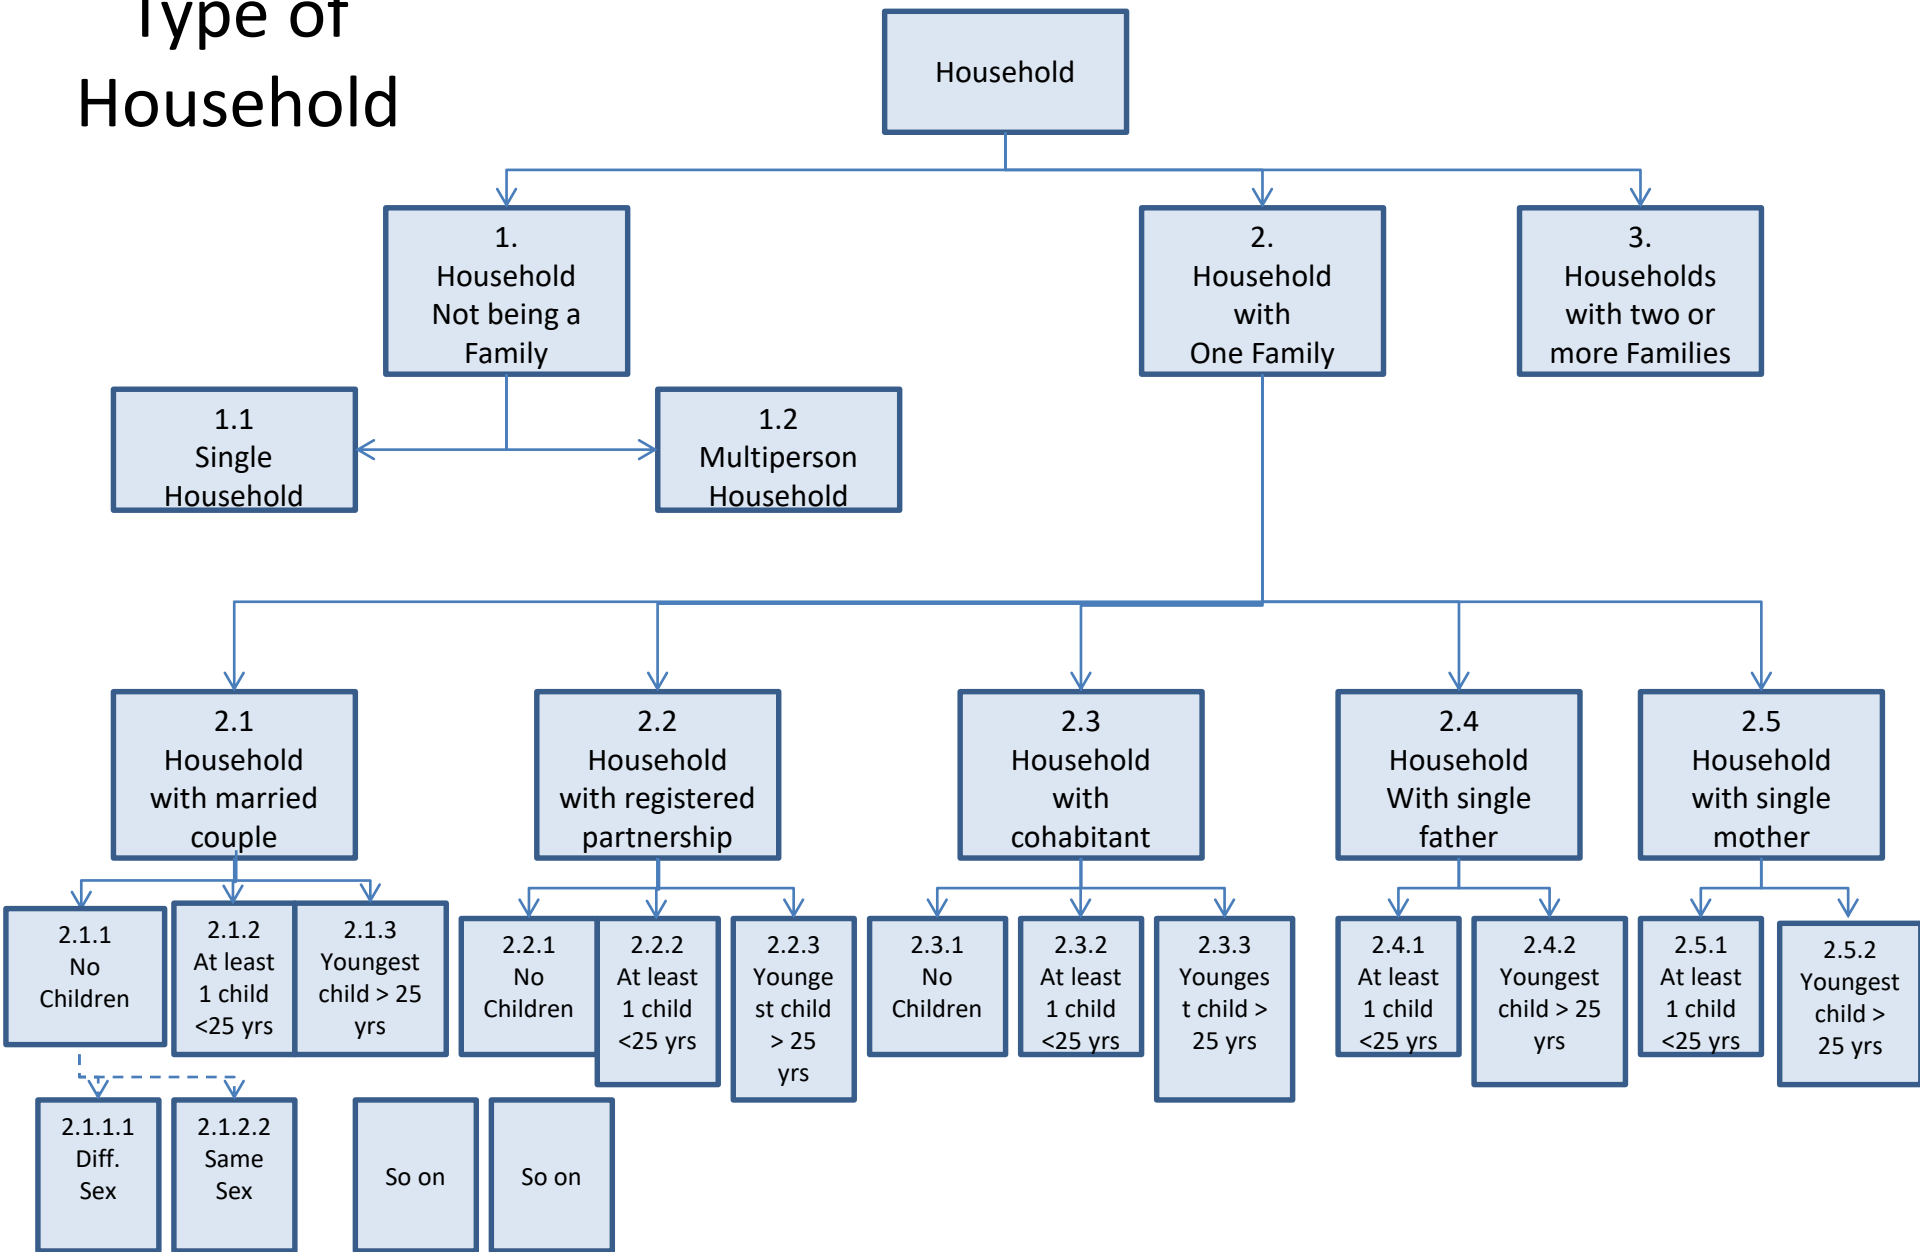 Type of
Household
Household
1.
Household
Not being a
Family
2.
Household
with
One Family
3.
Households
with two or
more Families
1.1
Single
Household
1.2
Multiperson
Household
2.1
Household
with married
couple
2.2
Household
with registered
partnership
2.3
Household
with
cohabitant
2.4
Household
With single
father
2.5
Household
with single
mother
2.1.1
No
Children
2.1.2
At least
1 child
<25 yrs
2.1.3
Youngest
child > 25
yrs
2.2.1
No
Children
2.2.2
At least
1 child
<25 yrs
2.2.3
Younge
st child
> 25
yrs
2.3.1
No
Children
2.3.2
At least
1 child
<25 yrs
2.3.3
Younges
t child >
25 yrs
2.4.1
At least
1 child
<25 yrs
2.4.2
Youngest
child > 25
yrs
2.5.1
At least
1 child
<25 yrs
2.5.2
Youngest
child >
25 yrs
2.1.1.1
Diff.
Sex
2.1.2.2
Same
Sex
So on
So on